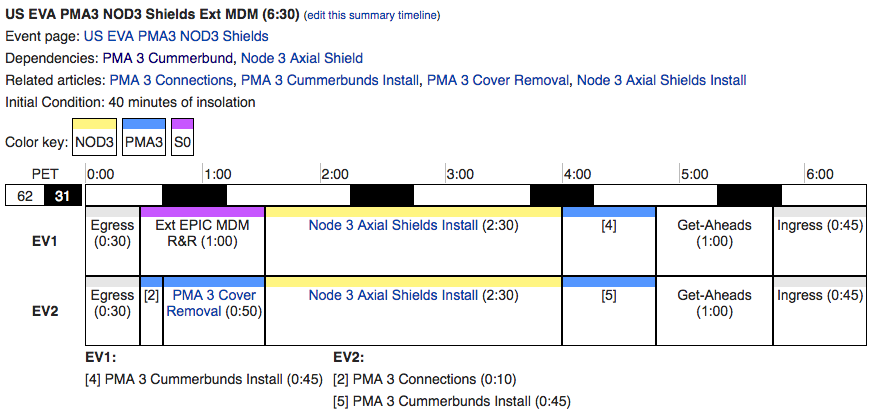 US EVA PMA3 NOD3 Shields Ext MDM (6:30) (edit this summary timeline)
Event page: US EVA PMA3 NOD3 Shields
Dependencies: PMA 3 Cummerbund, Node 3 Axial Shield
Related articles: PMA 3 Connections, PMA 3 Cummerbunds Install, PMA 3 Cover Removal, Node 3 Axial Shields Install
Initial Condition: 40 minutes of insolation
Color key: NOD3 PMA3 S0
PET 0:00 1:00 2:00 3:00 4:00 5:00 6:00
62 31
EV1
Egress
(0:30)
Ext EPIC MDM
R&R (1:00)
Node 3 Axial Shields Install (2:30)
[4]
Get-Aheads
(1:00)
Ingress (0:45)
EV2
Egress
(0:30)
[2]
PMA 3 Cover
Removal (0:50)
Node 3 Axial Shields Install (2:30)
[5]
Get-Aheads
(1:00)
Ingress (0:45)
EV1:
[4] PMA 3 Cummerbunds Install (0:45)
EV2:
[2] PMA 3 Connections (0:10)
[5] PMA 3 Cummerbunds Install (0:45)